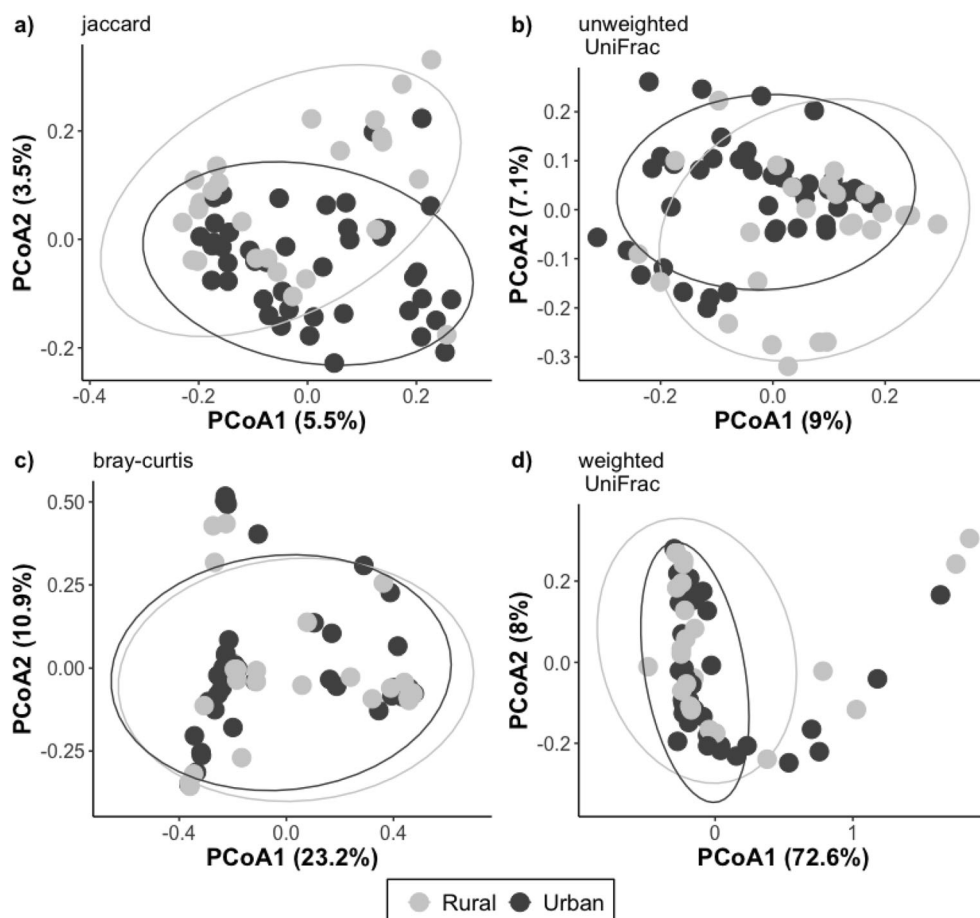 a) jaccard
0.2
0.0
-0.2
PCoA2 (3.5%)
-0.4 -0.2 0.0 0.2
PCoA1 (5.5%)
b) unweighted
UniFrac
0.2
0.1
0.0
-0.2
-0.3
PCoA2 (7.1%)
-0.2 0.0 0.2
PCoA1 (9%)
c) bray-curtis
0.50
0.25
0.00
-0.25
PCoA2 (10.9%)
-0.4 0.0 0.4
PCoA1 (23.2%)
d) weighted
UniFrac
0.2
0.0
-0.2
PCoA2 (8%)
0 1
PCoA1 (72.6%)
Rural Urban